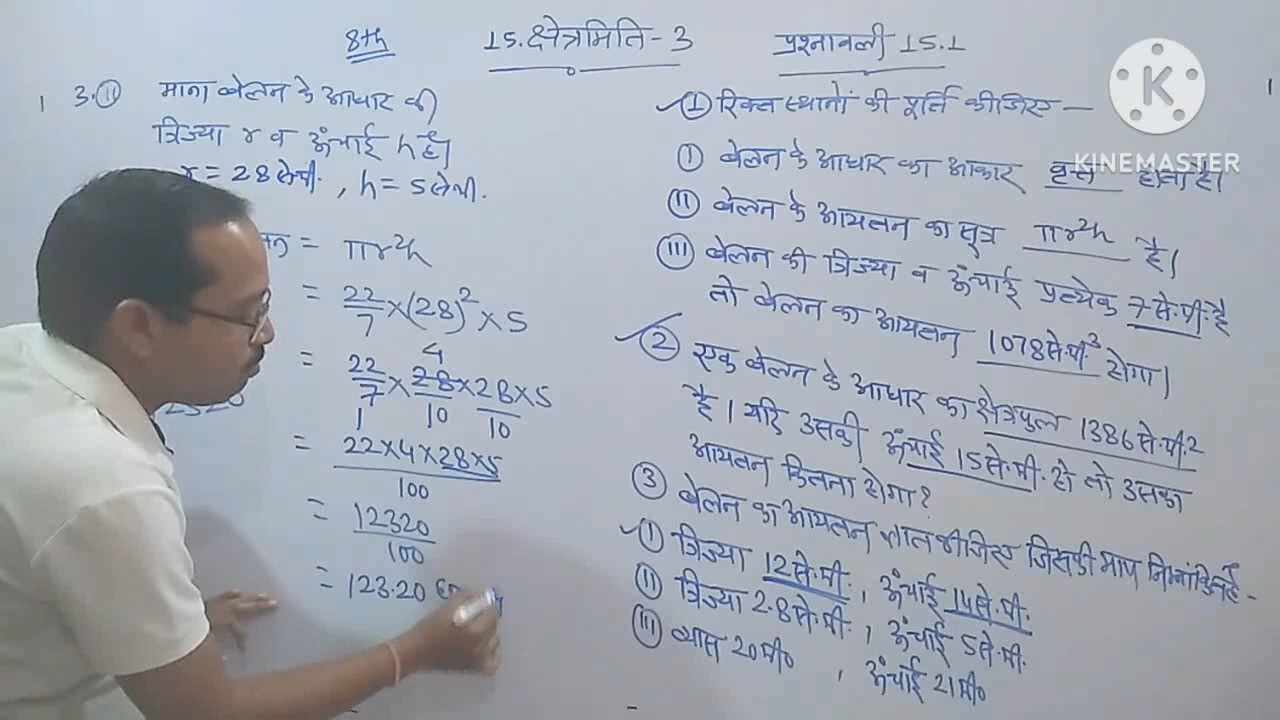 8th 15. क्षेत्रमिति - 3 प्रश्नावली 15.1
3. (II) माना बेलन के आधार की
त्रिज्या r व ऊंचाई h है।
r = 28 सेमी. , h = 5 सेमी.
= πr²h
= 22/7 × (28)² × 5
4
= 22/7 × 28/10 × 28/10 × 5
1
= 22×4×28×5/100
= 12320/100
= 123.20
① रिक्त स्थानों की पूर्ति कीजिए -
(I) बेलन के आधार का आकार वृत्त होता है।
(II) बेलन के आयतन का सूत्र πr²h है।
(III) बेलन की त्रिज्या व ऊंचाई प्रत्येक 7 से.मी. है
तो बेलन का आयतन 1078 से.मी³ होगा।
② एक बेलन के आधार का क्षेत्रफल 1386 से.मी.²
है। यदि उसकी ऊंचाई 15 से.मी. हो तो उसका
आयतन कितना होगा?
③ बेलन का आयतन ज्ञात कीजिए जिसकी माप निम्नांकित है -
(I) त्रिज्या 12 से.मी. , ऊंचाई 14 से.मी.
(II) त्रिज्या 2.8 से.मी. , ऊंचाई 5 से.मी.
(III) व्यास 20 मी० , ऊंचाई 21 मी०
K
KINEMASTER